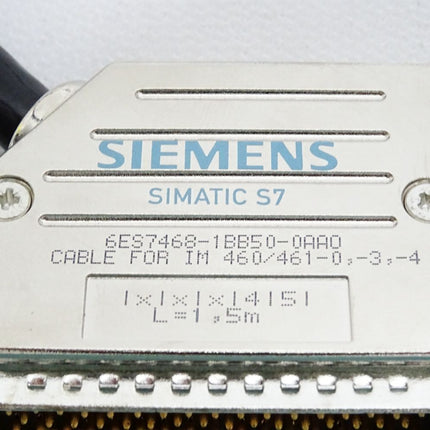 SIEMENS
SIMATIC S7
6ES7468-1BB50-0AA0
CABLE FOR IM 460/461-0,-3,-4
|x|x|x|4|5|
L=1,5m